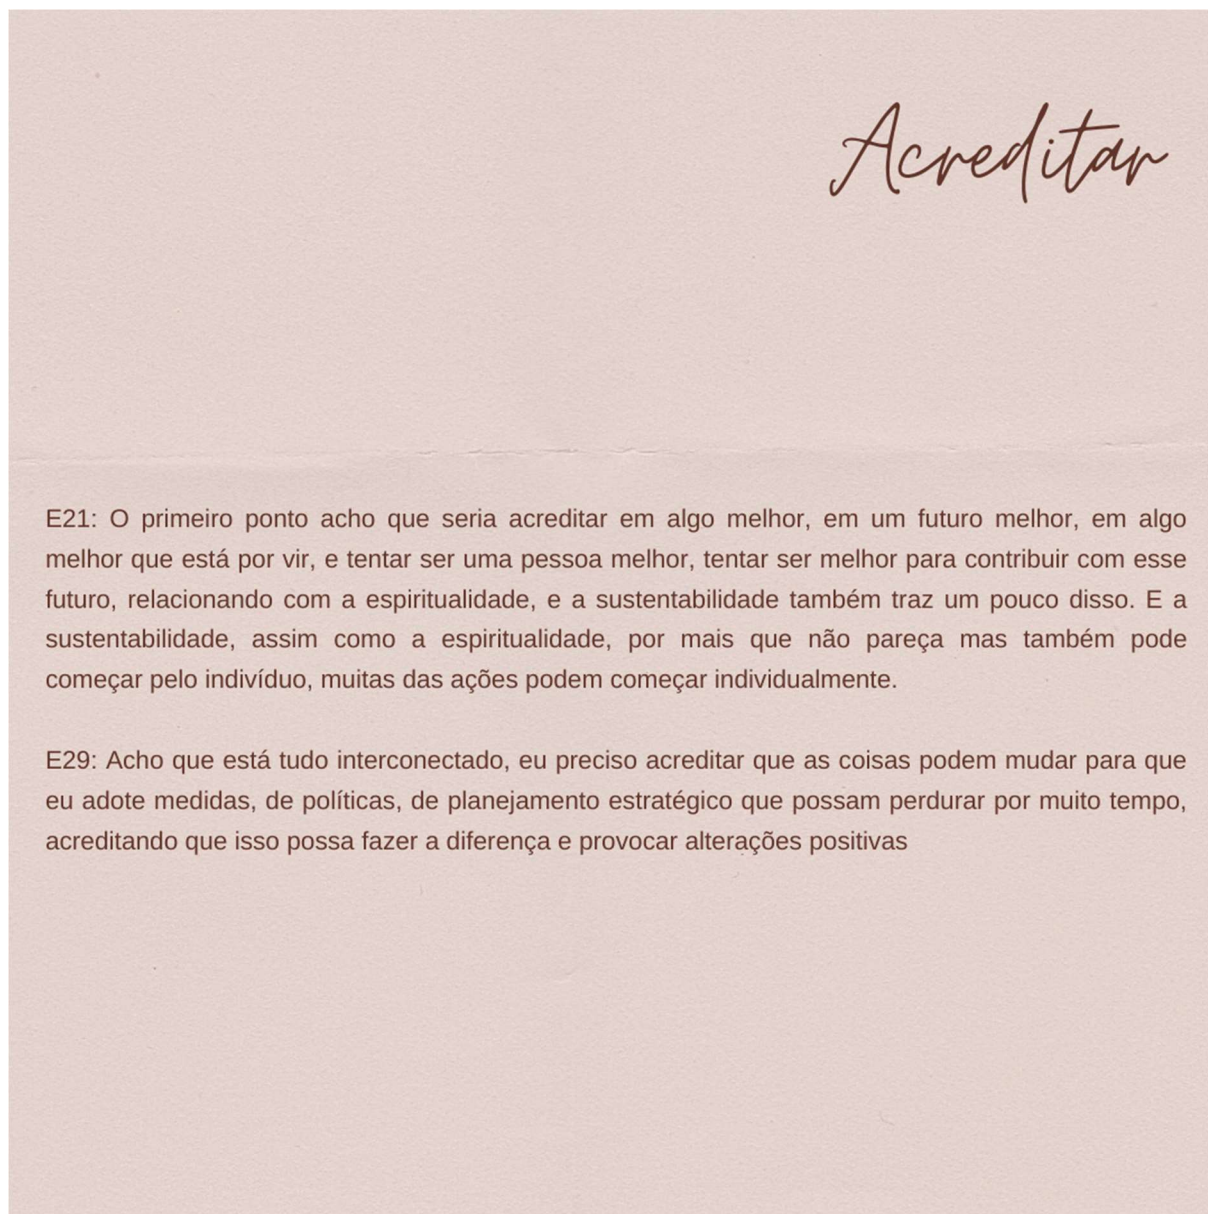 Acreditar
E21: O primeiro ponto acho que seria acreditar em algo melhor, em um futuro melhor, em algo
melhor que está por vir, e tentar ser uma pessoa melhor, tentar ser melhor para contribuir com esse
futuro, relacionando com a espiritualidade, e a sustentabilidade também traz um pouco disso. E a
sustentabilidade, assim como a espiritualidade, por mais que não pareça mas também pode
começar pelo indivíduo, muitas das ações podem começar individualmente.
E29: Acho que está tudo interconectado, eu preciso acreditar que as coisas podem mudar para que
eu adote medidas, de políticas, de planejamento estratégico que possam perdurar por muito tempo,
acreditando que isso possa fazer a diferença e provocar alterações positivas